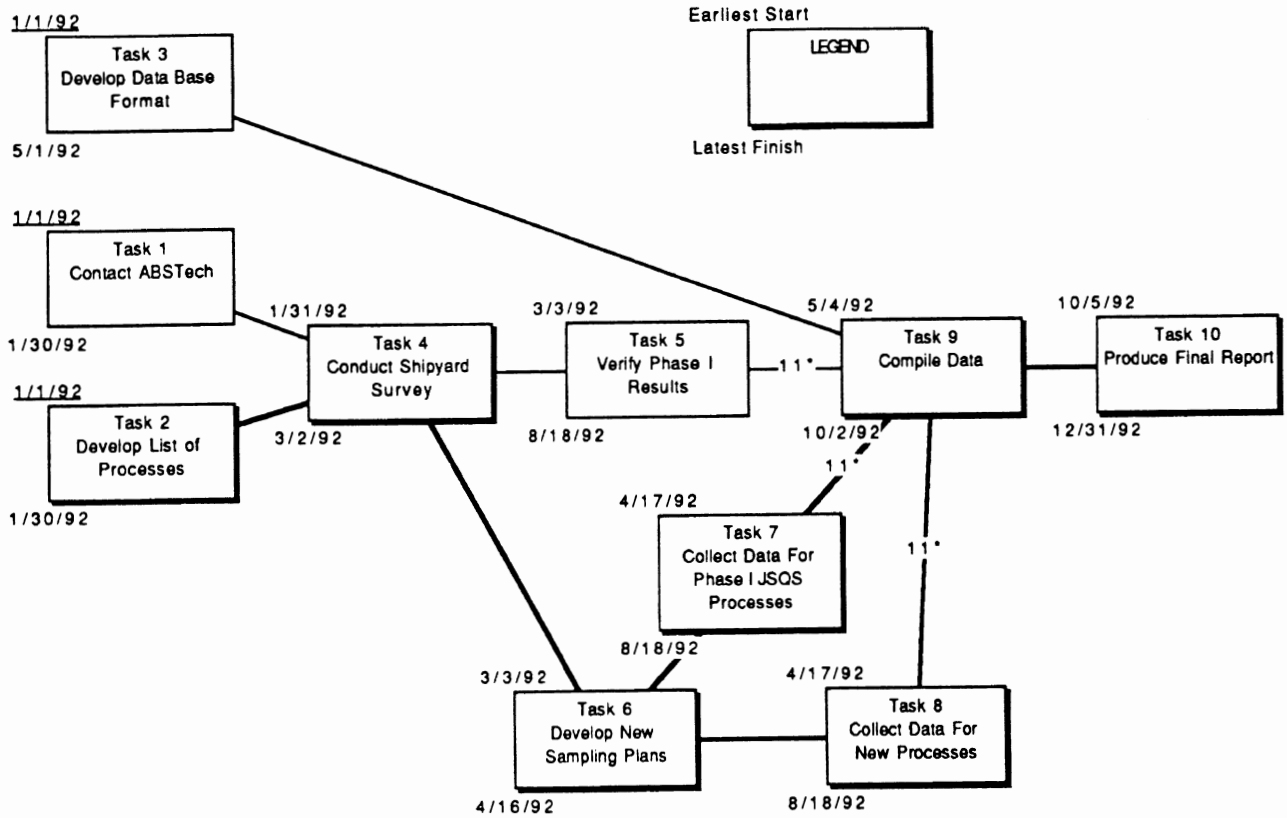 1/1/92
Task 3
Develop Data Base
Format
5/1/92
Earliest Start
LEGEND
Latest Finish
1/1/92
Task 1
Contact ABSTech
1/30/92
1/1/92
Task 2
Develop List of
Processes
1/30/92
1/31/92
Task 4
Conduct Shipyard
Survey
3/2/92
3/3/92
Task 5
Verify Phase I
Results
8/18/92
11*
5/4/92
Task 9
Compile Data
10/2/92
10/5/92
Task 10
Produce Final Report
12/31/92
11*
11*
4/17/92
Task 7
Collect Data For
Phase I JSQS
Processes
8/18/92
3/3/92
Task 6
Develop New
Sampling Plans
4/16/92
4/17/92
Task 8
Collect Data For
New Processes
8/18/92